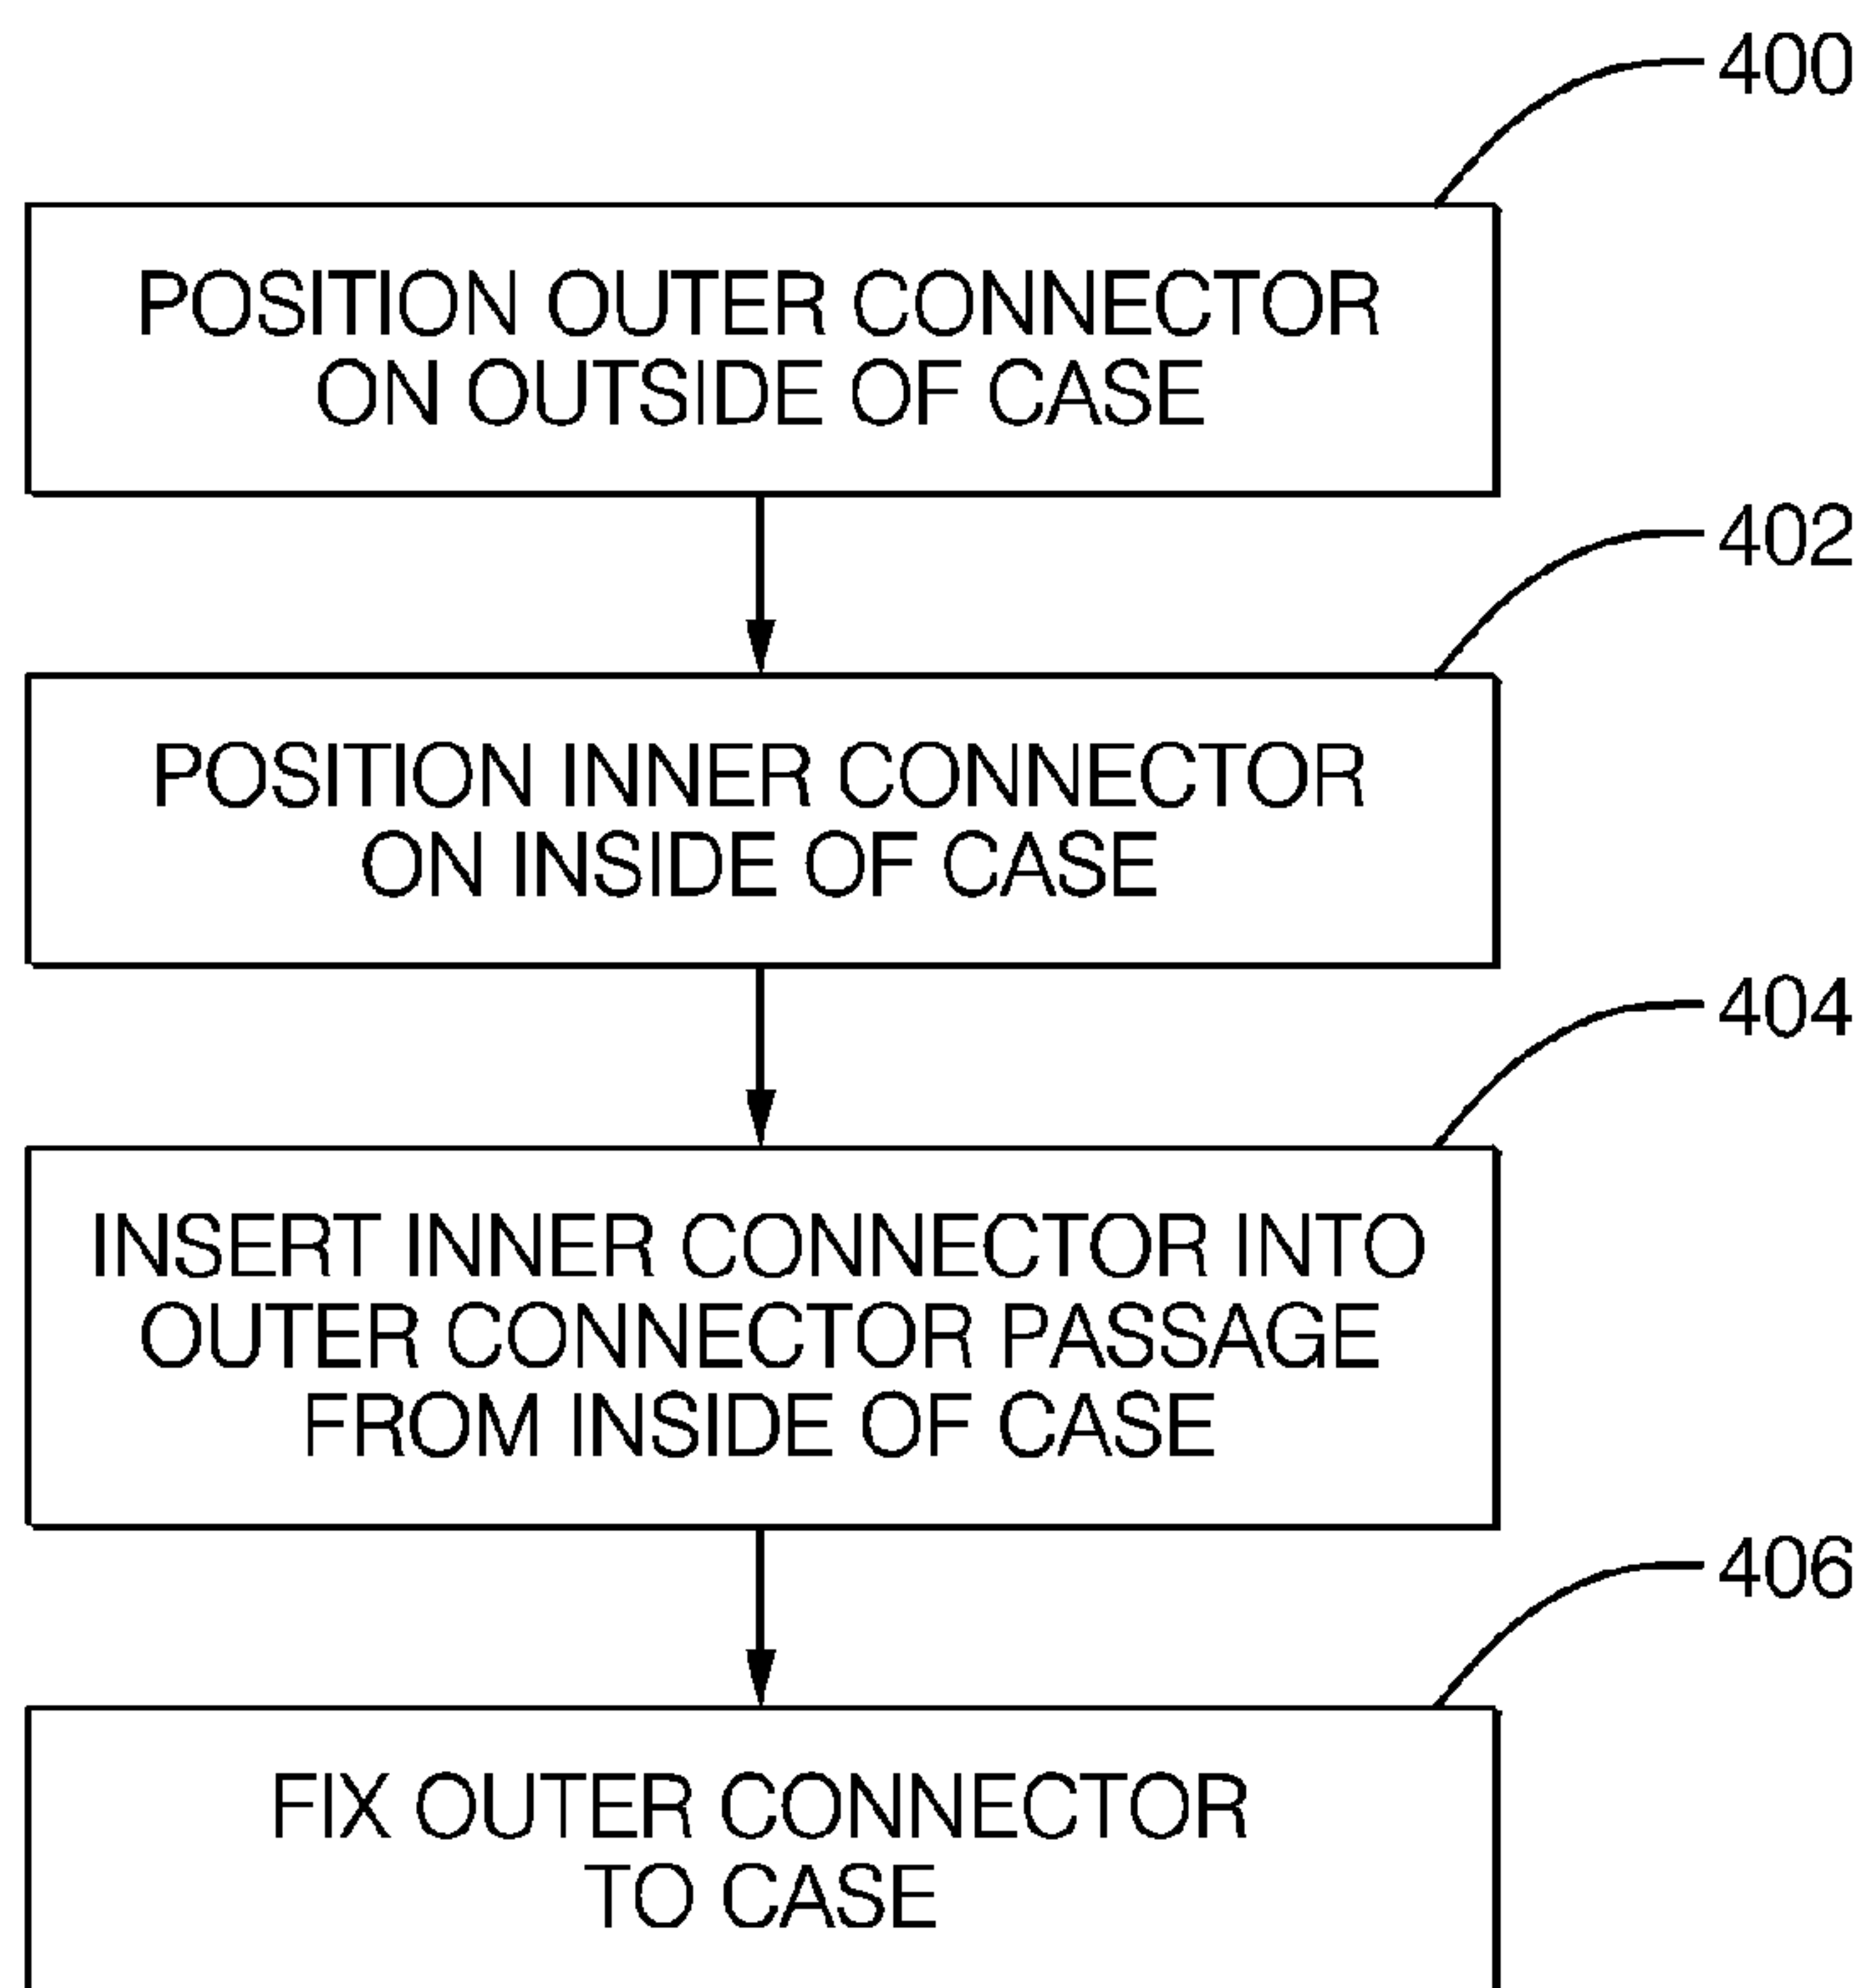 400
POSITION OUTER CONNECTOR
ON OUTSIDE OF CASE
402
POSITION INNER CONNECTOR
ON INSIDE OF CASE
404
INSERT INNER CONNECTOR INTO
OUTER CONNECTOR PASSAGE
FROM INSIDE OF CASE
406
FIX OUTER CONNECTOR
TO CASE